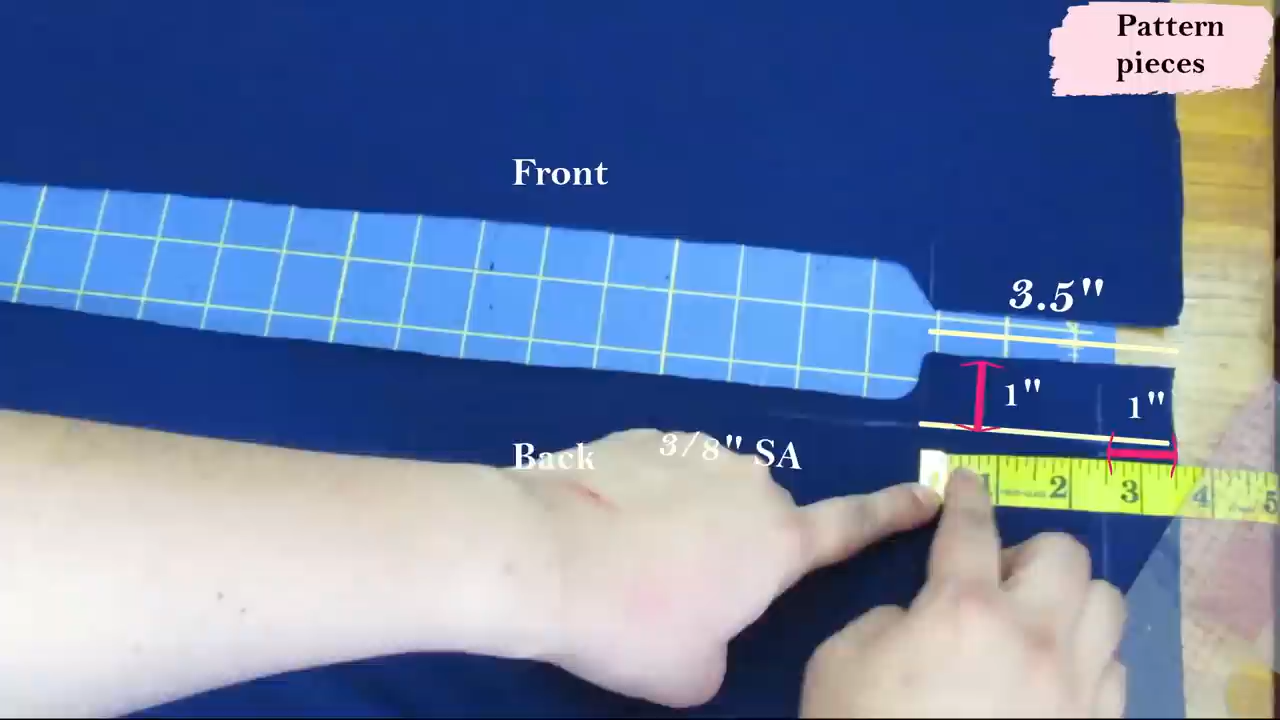 Pattern
pieces
Front
3.5"
1"
1"
Back
3/8" SA
1 2 3 4 5